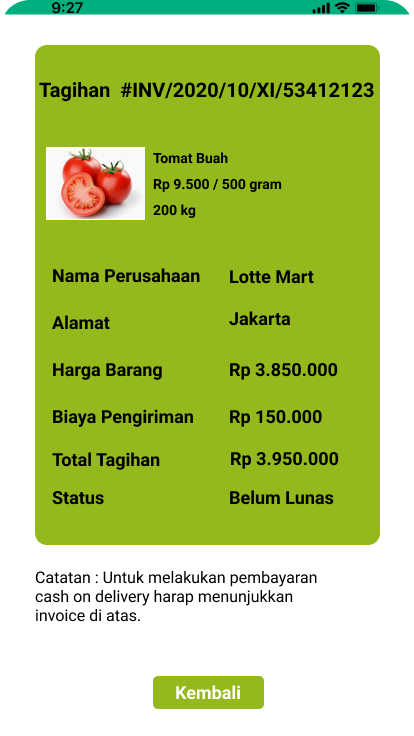 9:27
Tagihan #INV/2020/10/XI/53412123
Tomat Buah
Rp 9.500 / 500 gram
200 kg
Nama Perusahaan Lotte Mart
Alamat Jakarta
Harga Barang Rp 3.850.000
Biaya Pengiriman Rp 150.000
Total Tagihan Rp 3.950.000
Status Belum Lunas
Catatan : Untuk melakukan pembayaran
cash on delivery harap menunjukkan
invoice di atas.
Kembali